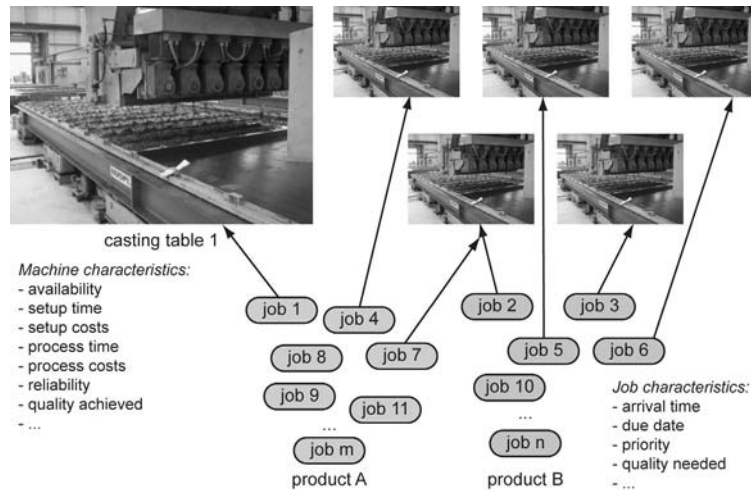 casting table 1
Machine characteristics:
- availability
- setup time
- setup costs
- process time
- process costs
- reliability
- quality achieved
- ...
job 1
job 4
job 2
job 3
job 8
job 7
job 5
job 6
job 9
job 11
job 10
...
...
job m
job n
product A
product B
Job characteristics:
- arrival time
- due date
- priority
- quality needed
- ...